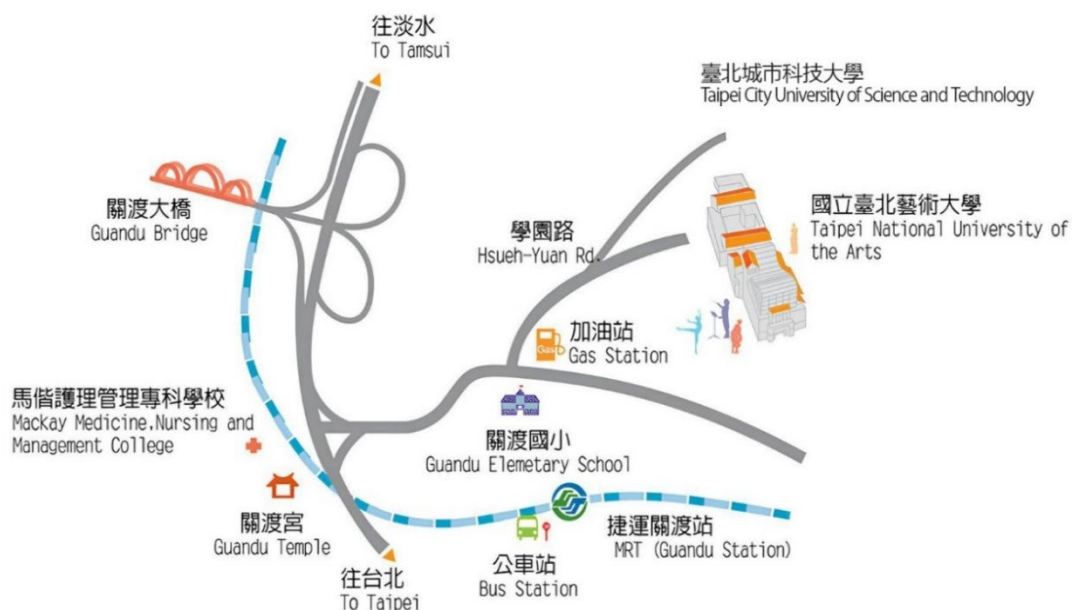 往淡水
To Tamsui
臺北城市科技大學
Taipei City University of Science and Technology
關渡大橋
Guandu Bridge
學園路
Hsueh-Yuan Rd.
國立臺北藝術大學
Taipei National University of
the Arts
加油站
Gas Station
Gas
馬偕護理管理專科學校
Mackay Medicine.Nursing and
Management College
關渡國小
Guandu Elemetary School
關渡宮
Guandu Temple
捷運關渡站
MRT (Guandu Station)
公車站
Bus Station
往台北
To Taipei